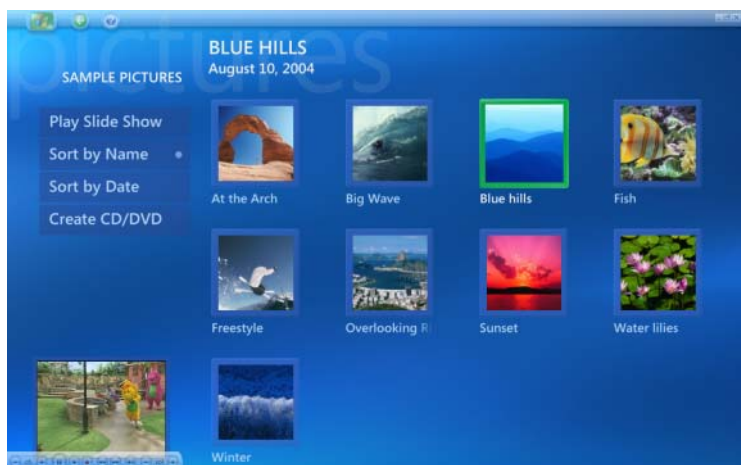 pictures
BLUE HILLS
August 10, 2004
SAMPLE PICTURES
Play Slide Show
Sort by Name
Sort by Date
Create CD/DVD
At the Arch
Big Wave
Blue hills
Fish
Freestyle
Overlooking R
Sunset
Water lilies
Winter